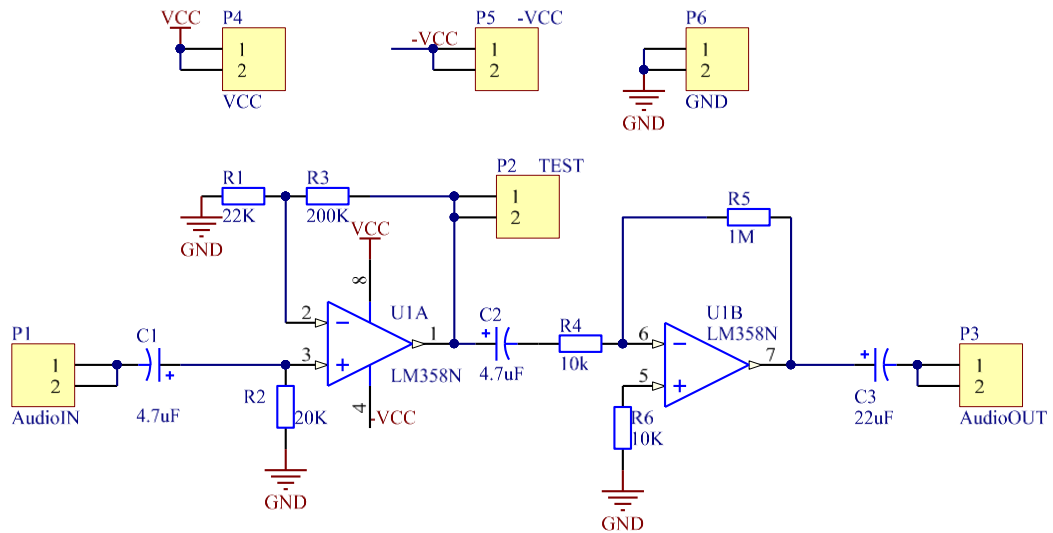 VCC
P4
1
2
VCC
P5
-VCC
-VCC
1
2
P6
1
2
GND
GND
R1
22K
GND
R3
200K
P2
TEST
1
2
VCC
8
2
3
1
4
U1A
LM358N
-VCC
P1
1
2
AudioIN
C1
4.7uF
R2
20K
GND
C2
4.7uF
R4
10k
R5
1M
6
5
7
U1B
LM358N
R6
10K
GND
C3
22uF
P3
1
2
AudioOUT